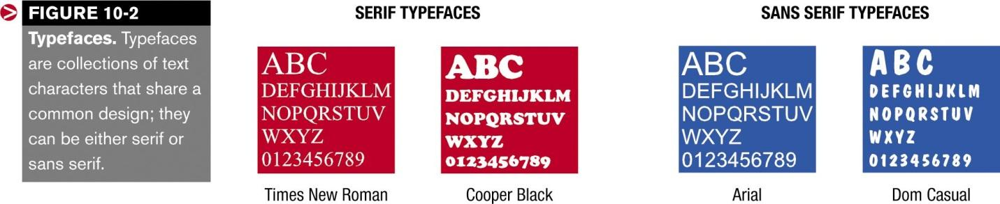 FIGURE 10-2
Typefaces. Typefaces
are collections of text
characters that share a
common design; they
can be either serif or
sans serif.
SERIF TYPEFACES
ABC
DEFGHIJKLM
NOPQRSTUV
WXYZ
0123456789
Times New Roman
ABC
DEFGHIJKLM
NOPQRSTUV
WXYZ
0123456789
Cooper Black
SANS SERIF TYPEFACES
ABC
DEFGHIJKLM
NOPQRSTUV
WXYZ
0123456789
Arial
ABC
DEFGHIJKLM
NOPQRSTUV
WXYZ
0123456789
Dom Casual